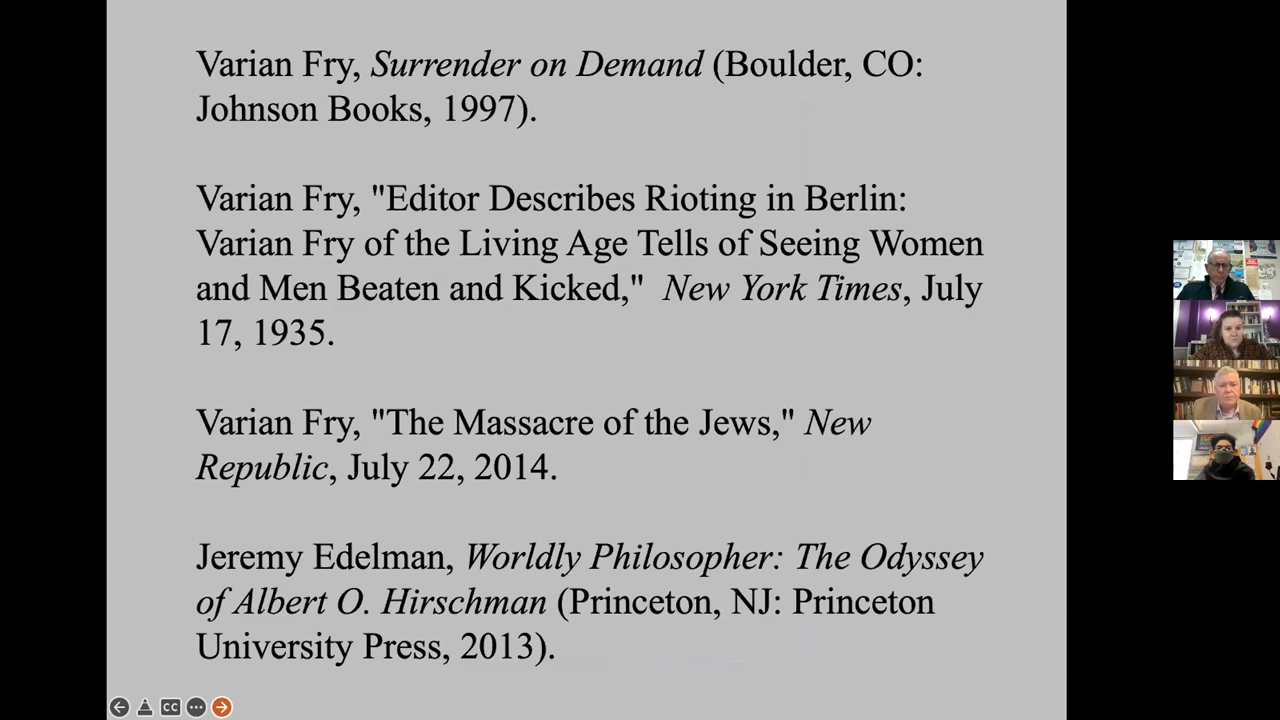 Varian Fry, Surrender on Demand (Boulder, CO:
Johnson Books, 1997).
Varian Fry, "Editor Describes Rioting in Berlin:
Varian Fry of the Living Age Tells of Seeing Women
and Men Beaten and Kicked," New York Times, July
17, 1935.
Varian Fry, "The Massacre of the Jews," New
Republic, July 22, 2014.
Jeremy Edelman, Worldly Philosopher: The Odyssey
of Albert O. Hirschman (Princeton, NJ: Princeton
University Press, 2013).
CC